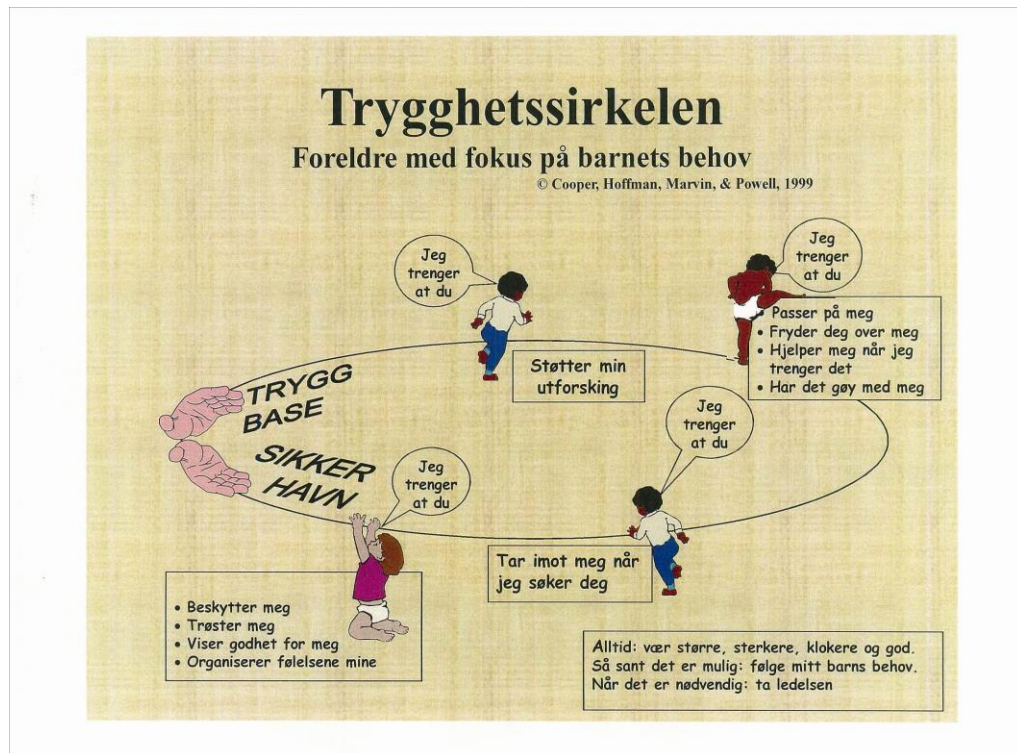 Trygghetssirkelen
Foreldre med fokus på barnets behov
© Cooper, Hoffman, Marvin, & Powell, 1999
Jeg
trenger
at du
Støtter min
utforsking
Jeg
trenger
at du
• Passer på meg
• Fryder deg over meg
• Hjelper meg når jeg
trenger det
• Har det gøy med meg
TRYGG
BASE
SIKKER
HAVN
Jeg
trenger
at du
Tar imot meg når
jeg søker deg
Jeg
trenger
at du
• Beskytter meg
• Trøster meg
• Viser godhet for meg
• Organiserer følelsene mine
Alltid: vær større, sterkere, klokere og god.
Så sant det er mulig: følge mitt barns behov.
Når det er nødvendig: ta ledelsen